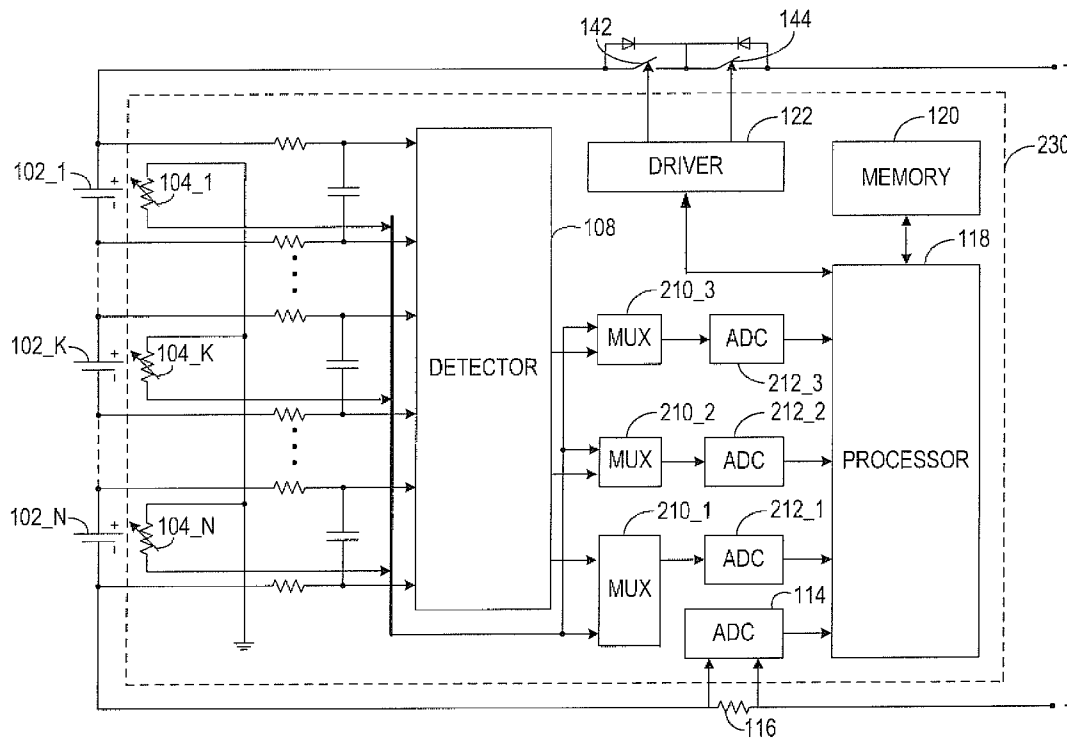 142
144
122
120
230
DRIVER
MEMORY
102_1
+
-
104_1
108
118
210_3
102_K
+
-
104_K
DETECTOR
MUX
ADC
212_3
210_2
212_2
MUX
ADC
PROCESSOR
102_N
+
-
104_N
210_1
212_1
MUX
ADC
114
ADC
116